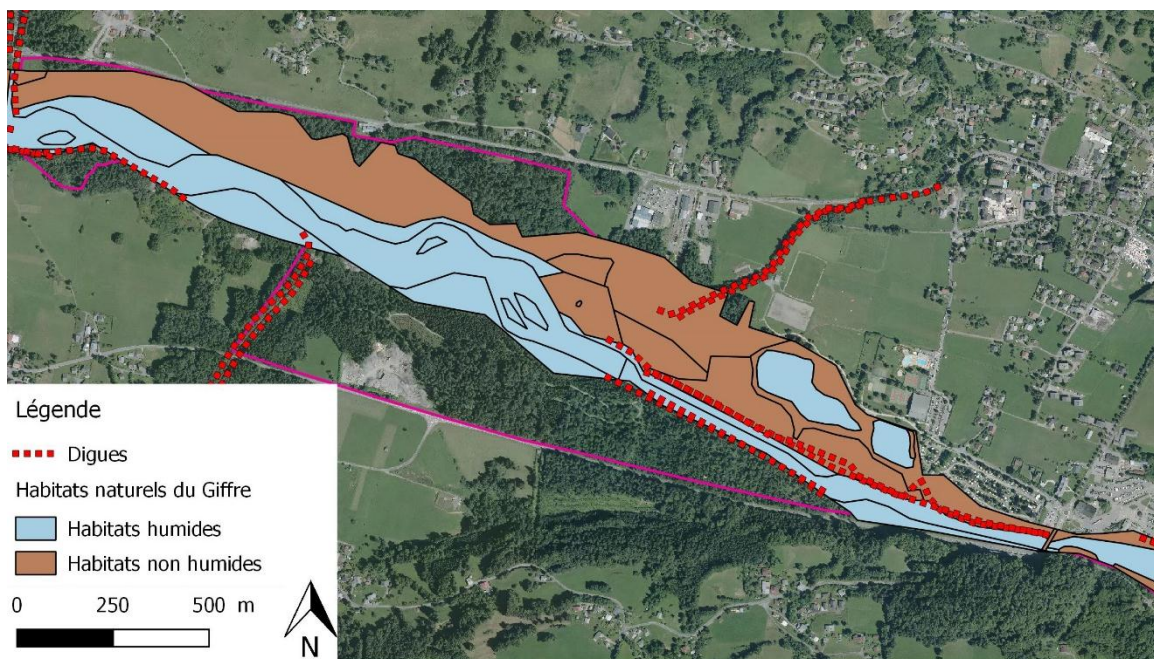 Légende
Digues
Habitats naturels du Giffre
Habitats humides
Habitats non humides
0 250 500 m
N